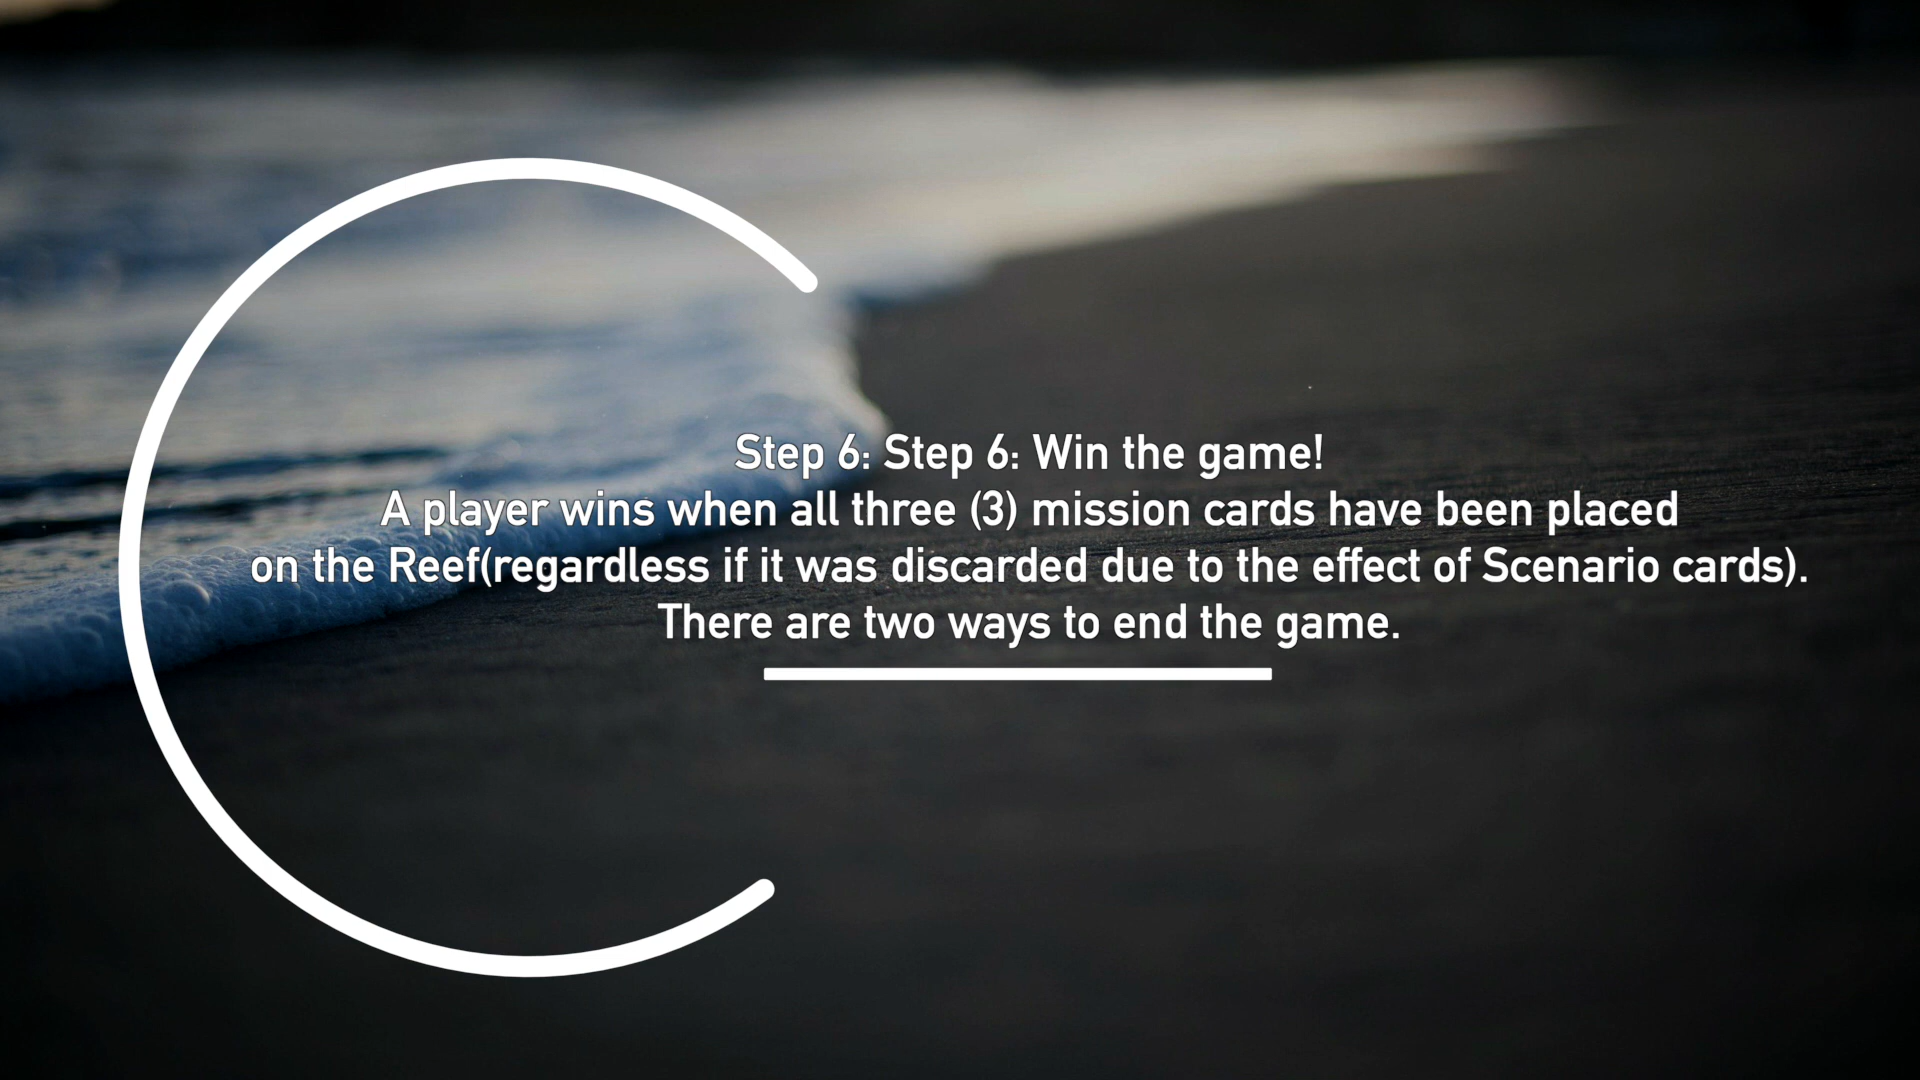 Step 6: Step 6: Win the game!
A player wins when all three (3) mission cards have been placed
on the Reef(regardless if it was discarded due to the effect of Scenario cards).
There are two ways to end the game.